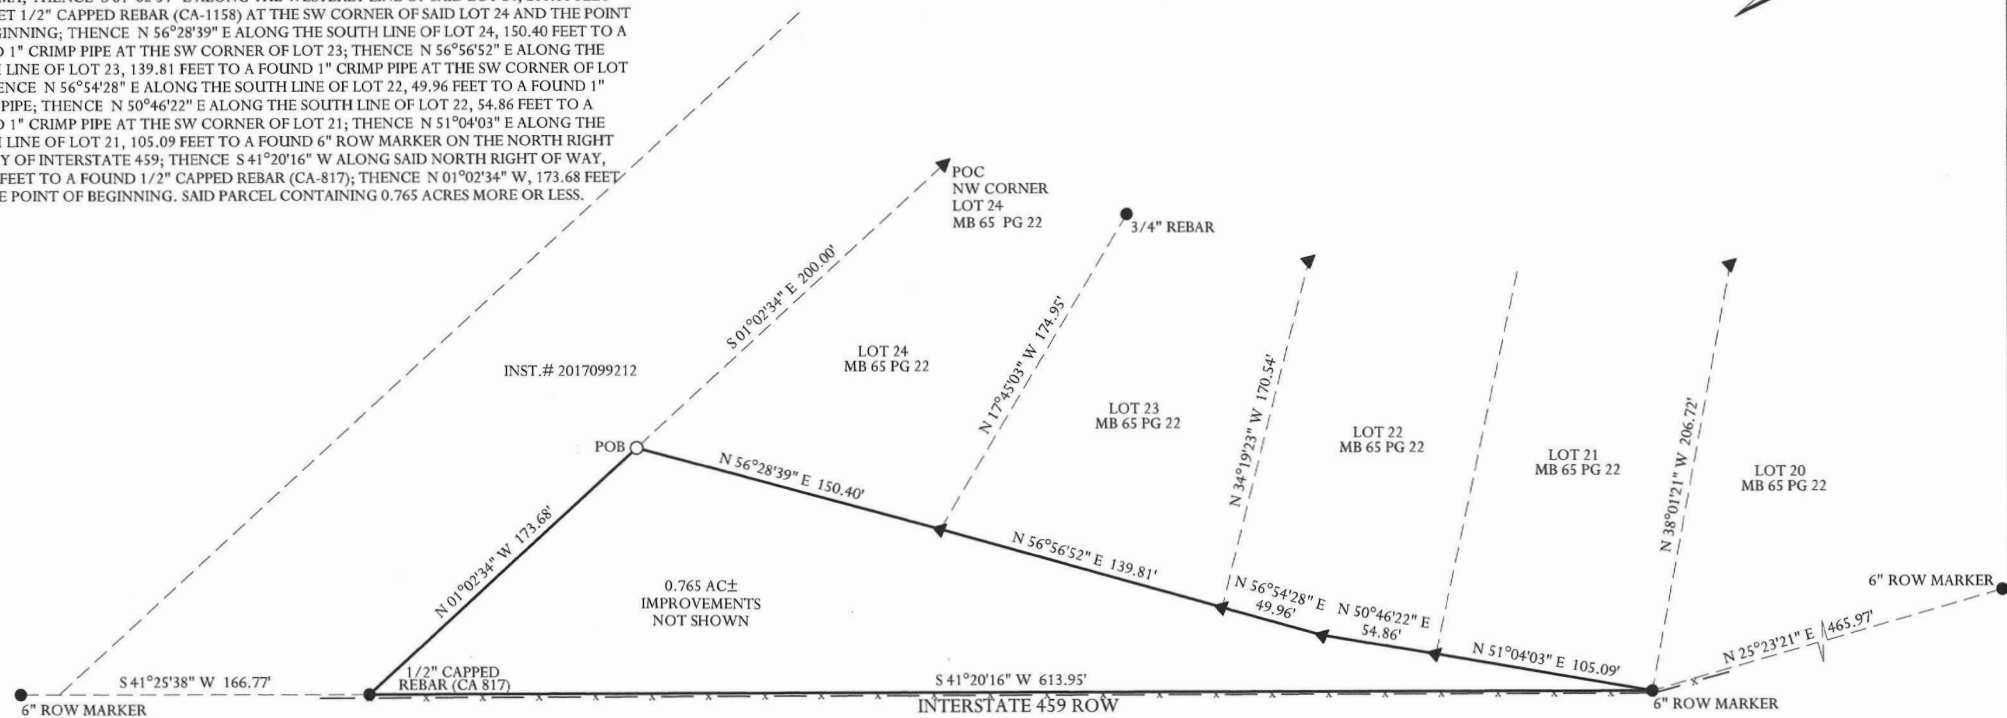 ET 1/2" CAPPED REBAR (CA-1158) AT THE SW CORNER OF SAID LOT 24 AND THE POINT
GINNING; THENCE N 56°28'39" E ALONG THE SOUTH LINE OF LOT 24, 150.40 FEET TO A
D 1" CRIMP PIPE AT THE SW CORNER OF LOT 23; THENCE N 56°56'52" E ALONG THE
LINE OF LOT 23, 139.81 FEET TO A FOUND 1" CRIMP PIPE AT THE SW CORNER OF LOT
ENCE N 56°54'28" E ALONG THE SOUTH LINE OF LOT 22, 49.96 FEET TO A FOUND 1"
PIPE; THENCE N 50°46'22" E ALONG THE SOUTH LINE OF LOT 22, 54.86 FEET TO A
D 1" CRIMP PIPE AT THE SW CORNER OF LOT 21; THENCE N 51°04'03" E ALONG THE
LINE OF LOT 21, 105.09 FEET TO A FOUND 6" ROW MARKER ON THE NORTH RIGHT
Y OF INTERSTATE 459; THENCE S 41°20'16" W ALONG SAID NORTH RIGHT OF WAY,
FEET TO A FOUND 1/2" CAPPED REBAR (CA-817); THENCE N 01°02'34" W, 173.68 FEET
E POINT OF BEGINNING. SAID PARCEL CONTAINING 0.765 ACRES MORE OR LESS.
POC
NW CORNER
LOT 24
MB 65 PG 22
3/4" REBAR
S 01°02'34" E 200.00'
N 17°45'03" W 174.95'
N 34°19'23" W 170.54'
N 38°01'21" W 206.72'
INST.# 2017099212
LOT 24
MB 65 PG 22
LOT 23
MB 65 PG 22
LOT 22
MB 65 PG 22
LOT 21
MB 65 PG 22
LOT 20
MB 65 PG 22
POB
N 56°28'39" E 150.40'
N 56°56'52" E 139.81'
N 56°54'28" E
49.96'
N 50°46'22" E
54.86'
N 51°04'03" E 105.09'
N 01°02'34" W 173.68'
0.765 AC±
IMPROVEMENTS
NOT SHOWN
6" ROW MARKER
N 25°23'21" E 465.97'
1/2" CAPPED
REBAR (CA 817)
S 41°25'38" W 166.77'
S 41°20'16" W 613.95'
6" ROW MARKER
INTERSTATE 459 ROW
6" ROW MARKER